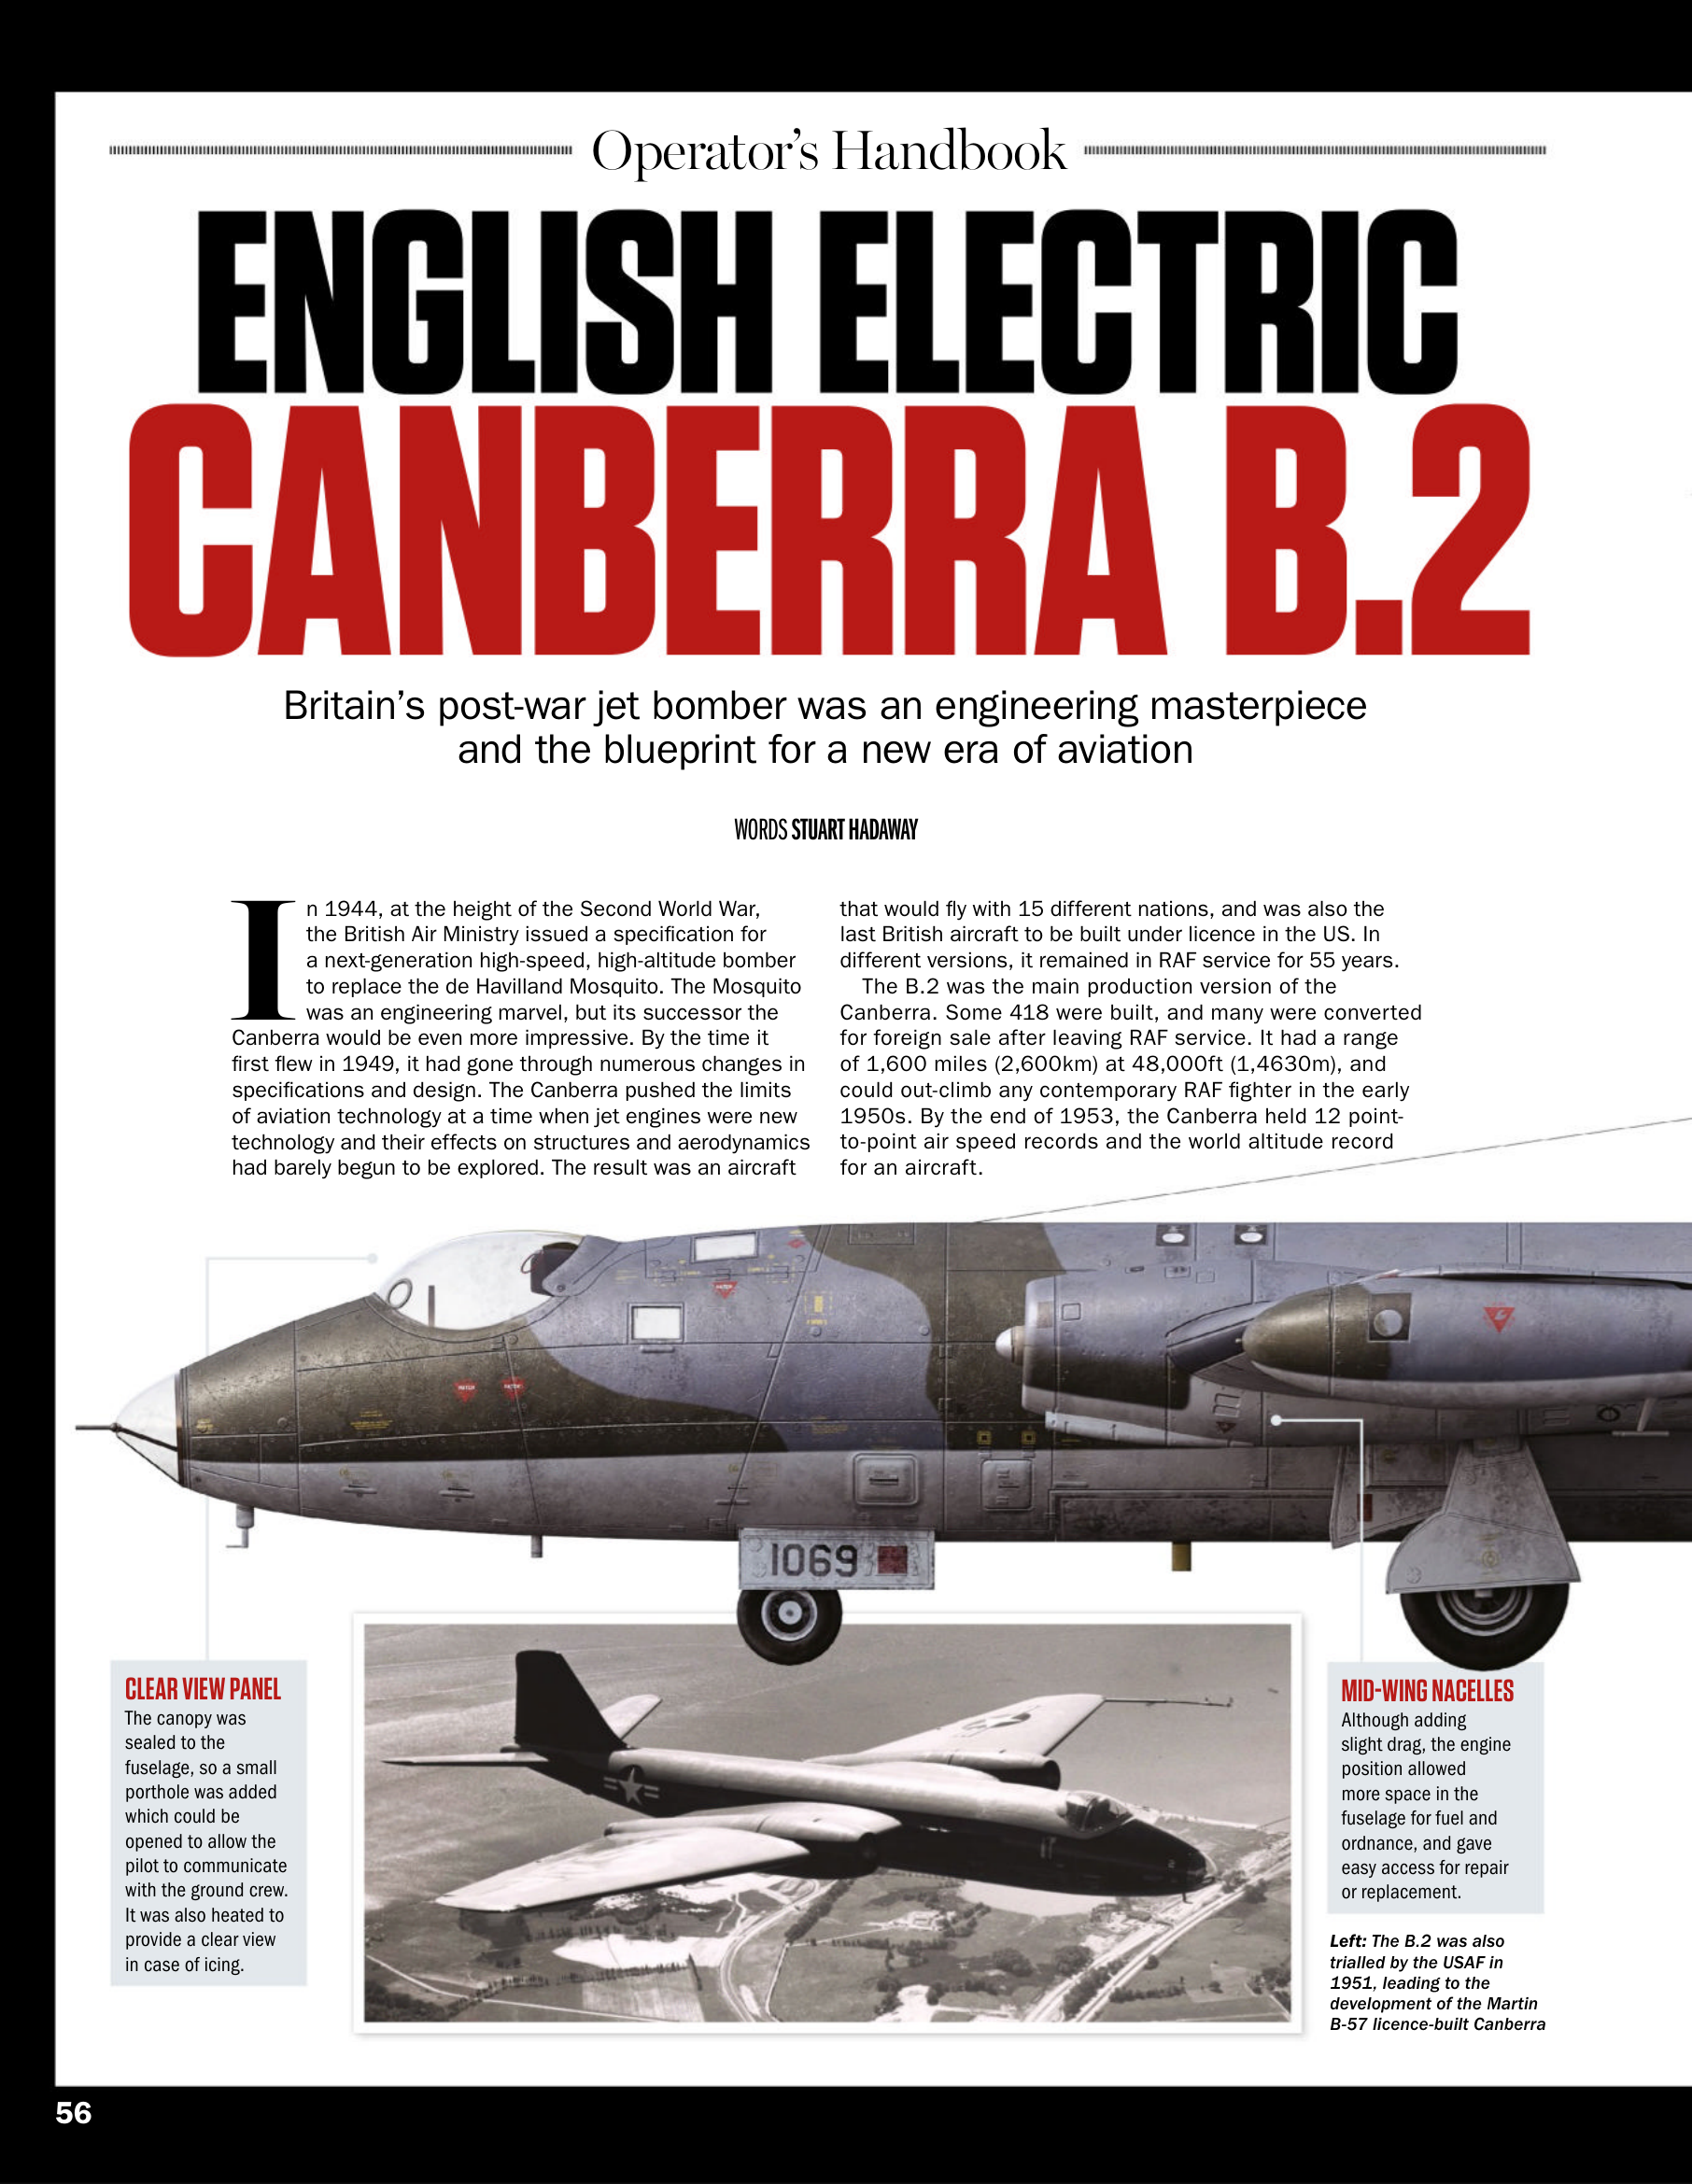 Operator's Handbook
ENGLISH ELECTRIC
CANBERRA B.2
Britain's post-war jet bomber was an engineering masterpiece
and the blueprint for a new era of aviation
WORDS STUART HADAWAY
In 1944, at the height of the Second World War,
the British Air Ministry issued a specification for
a next-generation high-speed, high-altitude bomber
to replace the de Havilland Mosquito. The Mosquito
was an engineering marvel, but its successor the
Canberra would be even more impressive. By the time it
first flew in 1949, it had gone through numerous changes in
specifications and design. The Canberra pushed the limits
of aviation technology at a time when jet engines were new
technology and their effects on structures and aerodynamics
had barely begun to be explored. The result was an aircraft
that would fly with 15 different nations, and was also the
last British aircraft to be built under licence in the US. In
different versions, it remained in RAF service for 55 years.
The B.2 was the main production version of the
Canberra. Some 418 were built, and many were converted
for foreign sale after leaving RAF service. It had a range
of 1,600 miles (2,600km) at 48,000ft (1,4630m), and
could out-climb any contemporary RAF fighter in the early
1950s. By the end of 1953, the Canberra held 12 point-
to-point air speed records and the world altitude record
for an aircraft.
1069
CLEAR VIEW PANEL
The canopy was
sealed to the
fuselage, so a small
porthole was added
which could be
opened to allow the
pilot to communicate
with the ground crew.
It was also heated to
provide a clear view
in case of icing.
MID-WING NACELLES
Although adding
slight drag, the engine
position allowed
more space in the
fuselage for fuel and
ordnance, and gave
easy access for repair
or replacement.
Left: The B.2 was also
trialled by the USAF in
1951, leading to the
development of the Martin
B-57 licence-built Canberra
56